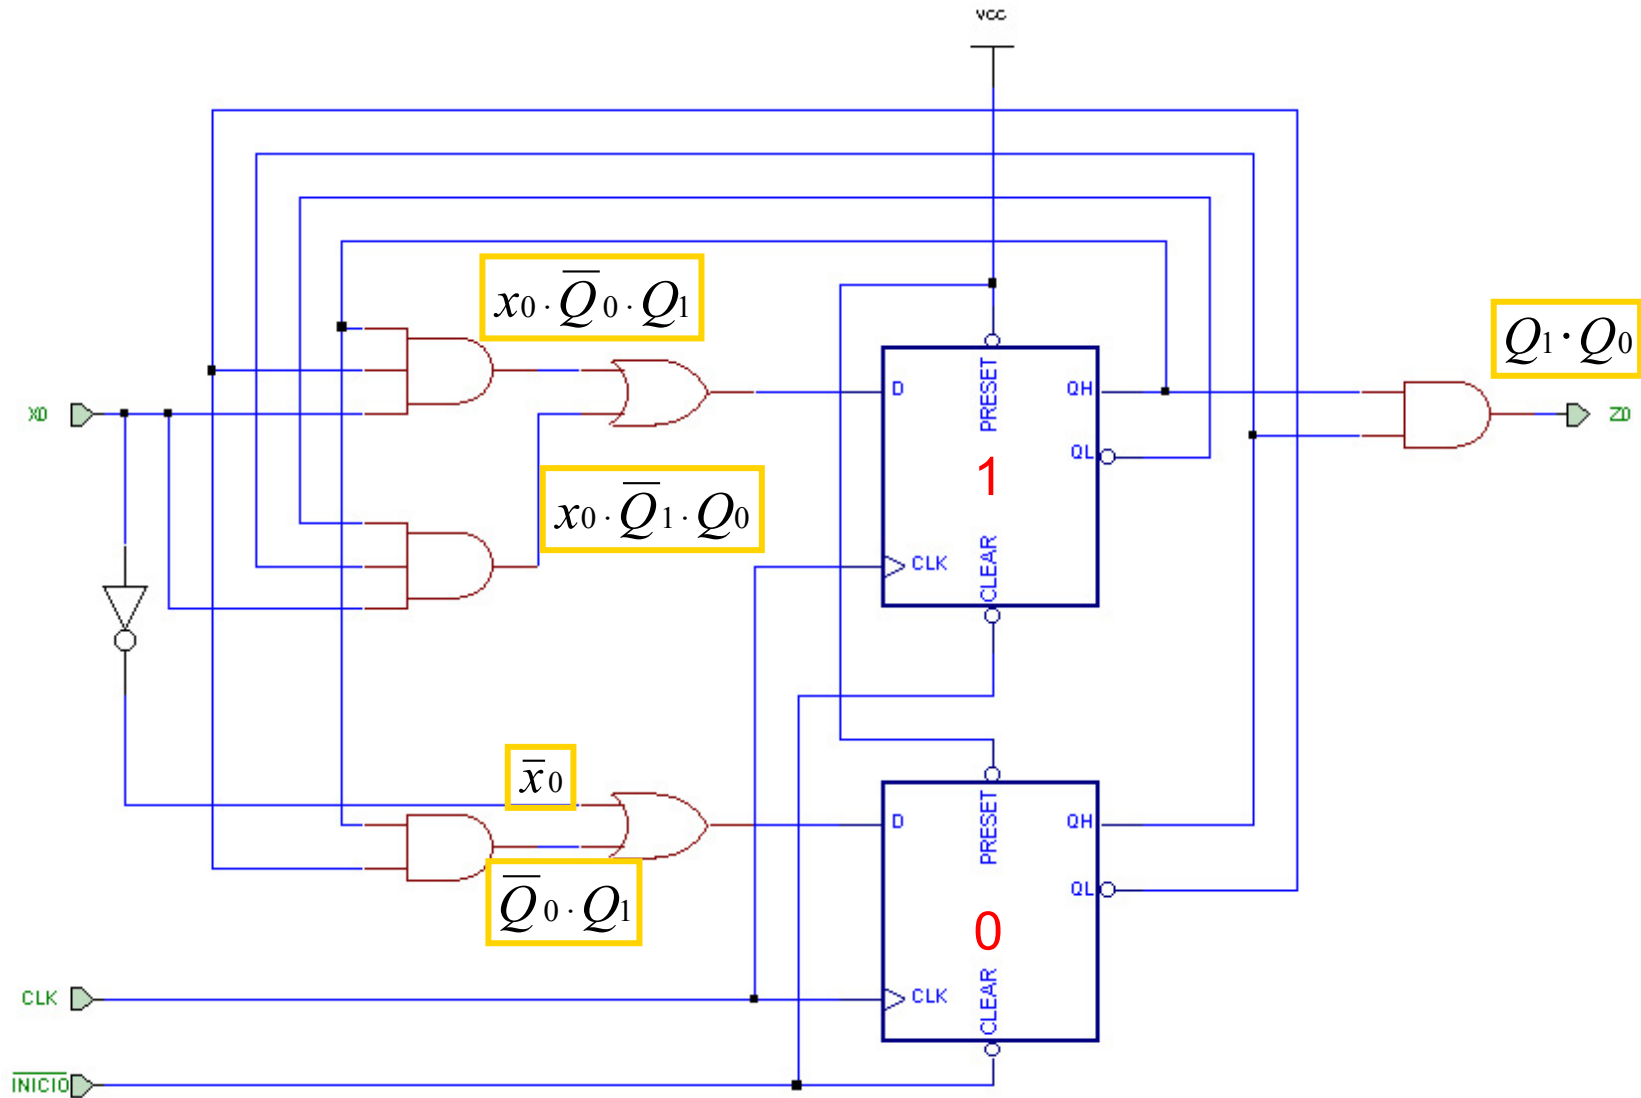 VCC
x0 · Q̅0 · Q1
Q1 · Q0
X0
D
PRESET
QH
Z0
QL
1
x0 · Q̅1 · Q0
CLK
CLEAR
x̅0
D
PRESET
QH
QL
Q̅0 · Q1
0
CLK
CLK
CLEAR
I̅N̅I̅C̅I̅O̅